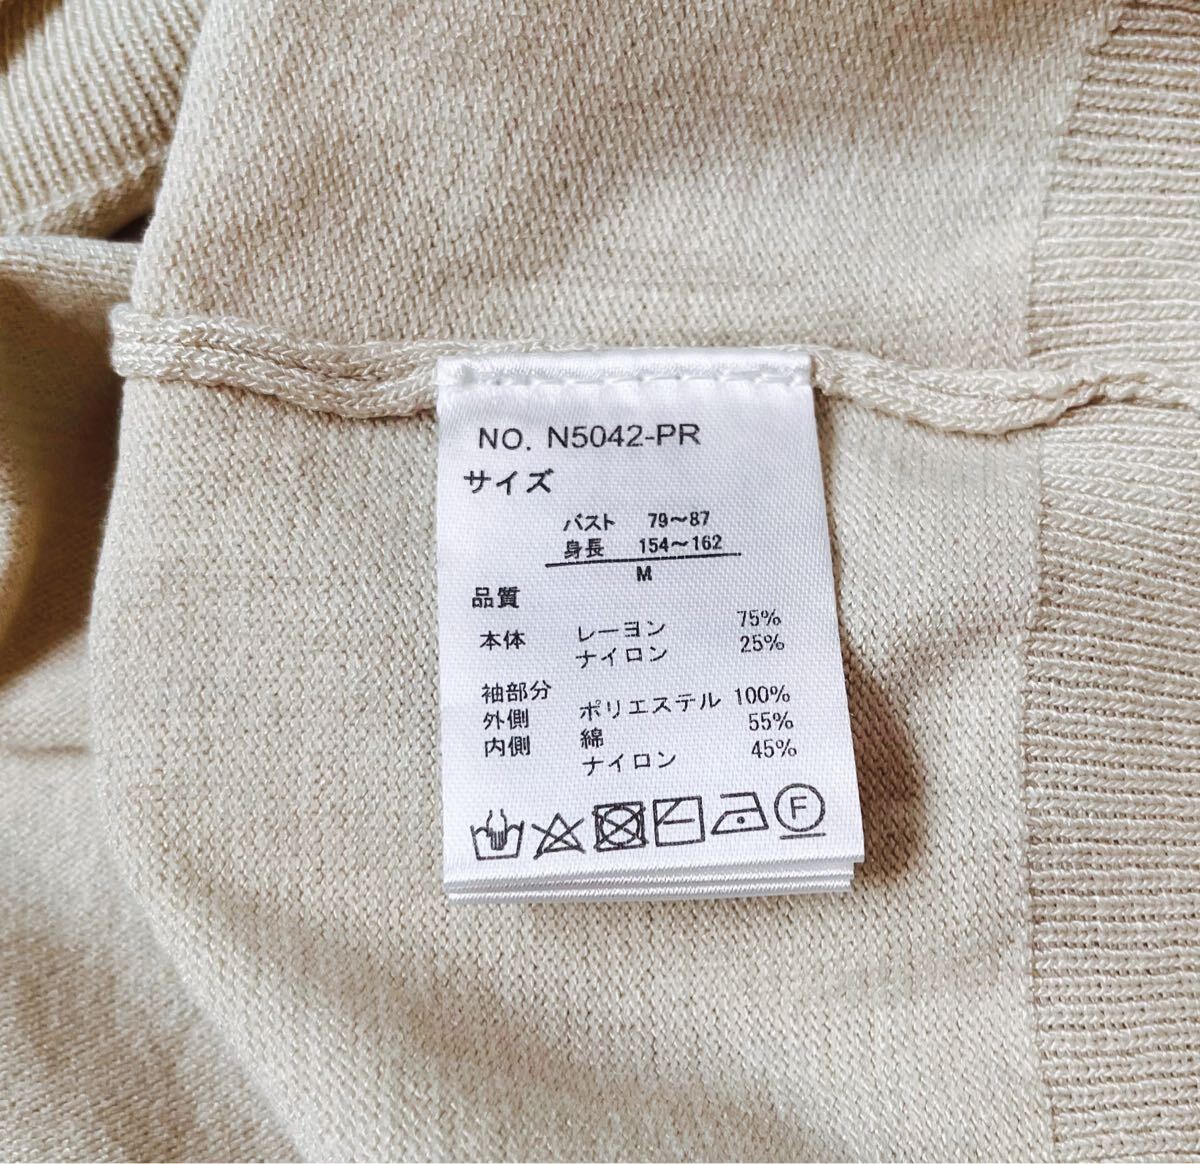 NO. N5042-PR
サイズ
バスト 79～87
身長 154～162
M
品質
本体 レーヨン 75%
ナイロン 25%
袖部分
外側 ポリエステル 100%
内側 綿 55%
ナイロン 45%
F